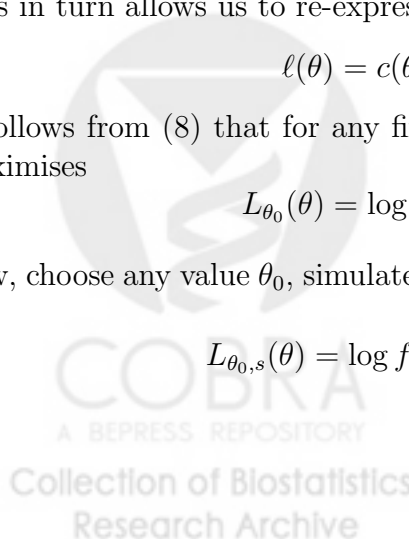 s in turn allows us to re-expres
ℓ(θ) = c(θ
ollows from (8) that for any fi
ximises
L_{θ_0}(θ) = log
v, choose any value θ_0, simulate
L_{θ_0,s}(θ) = log f
COBRA
A BEPRESS REPOSITORY
Collection of Biostatistics
Research Archive